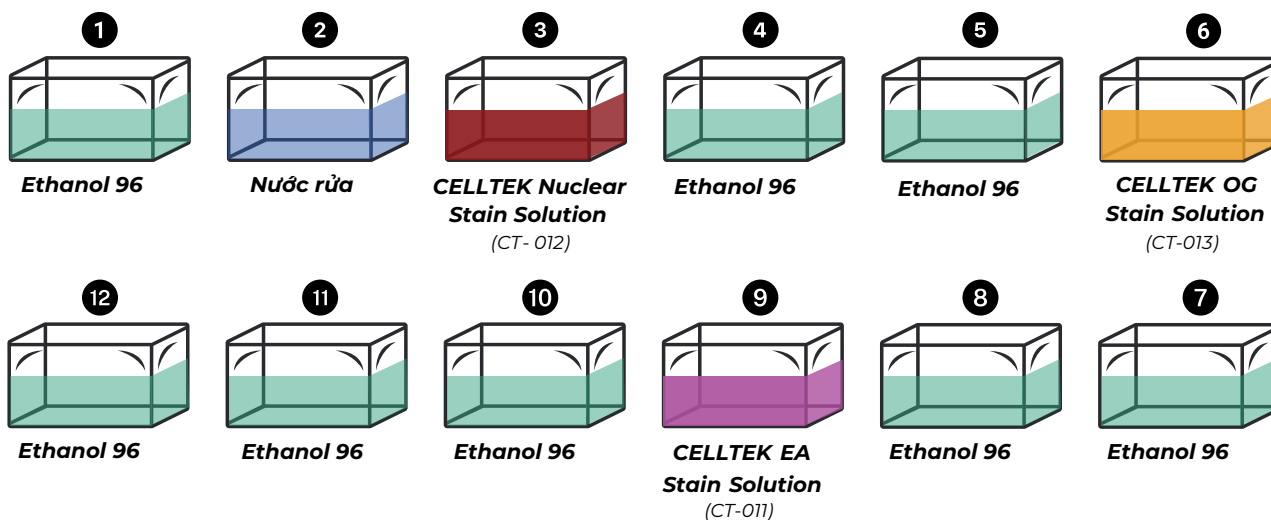 1
2
3
4
5
6
Ethanol 96
Nước rửa
CELLTEK Nuclear
Stain Solution
(CT- 012)
Ethanol 96
Ethanol 96
CELLTEK OG
Stain Solution
(CT-013)
12
11
10
9
8
7
Ethanol 96
Ethanol 96
Ethanol 96
CELLTEK EA
Stain Solution
(CT-011)
Ethanol 96
Ethanol 96